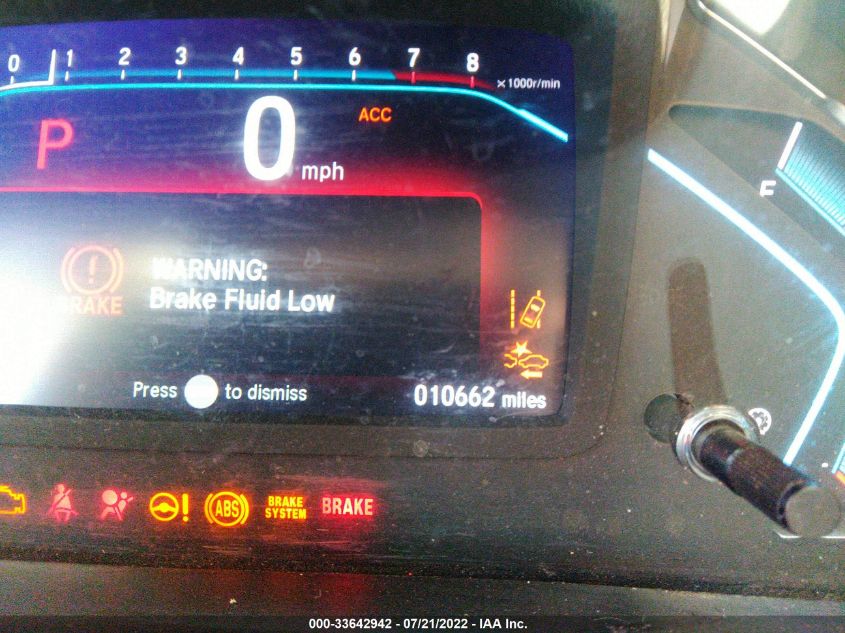 0 1 2 3 4 5 6 7 8
x1000r/min
P 0 mph ACC
F
WARNING:
BRAKE Brake Fluid Low
Press to dismiss 010662 miles
ABS BRAKE SYSTEM BRAKE
000-33642942 - 07/21/2022 - IAA Inc.